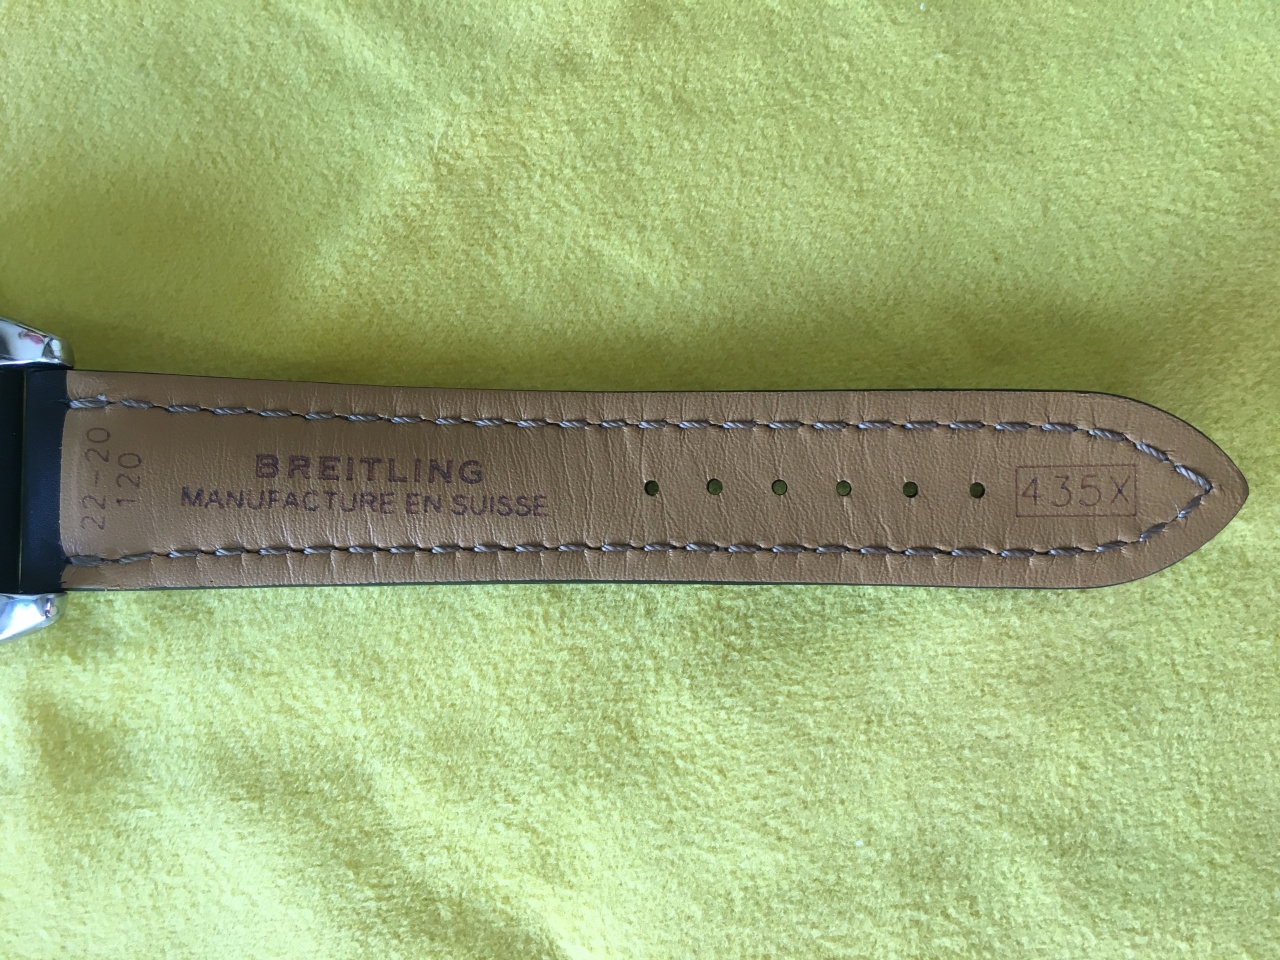 22-20
120
BREITLING
MANUFACTURE EN SUISSE
435X